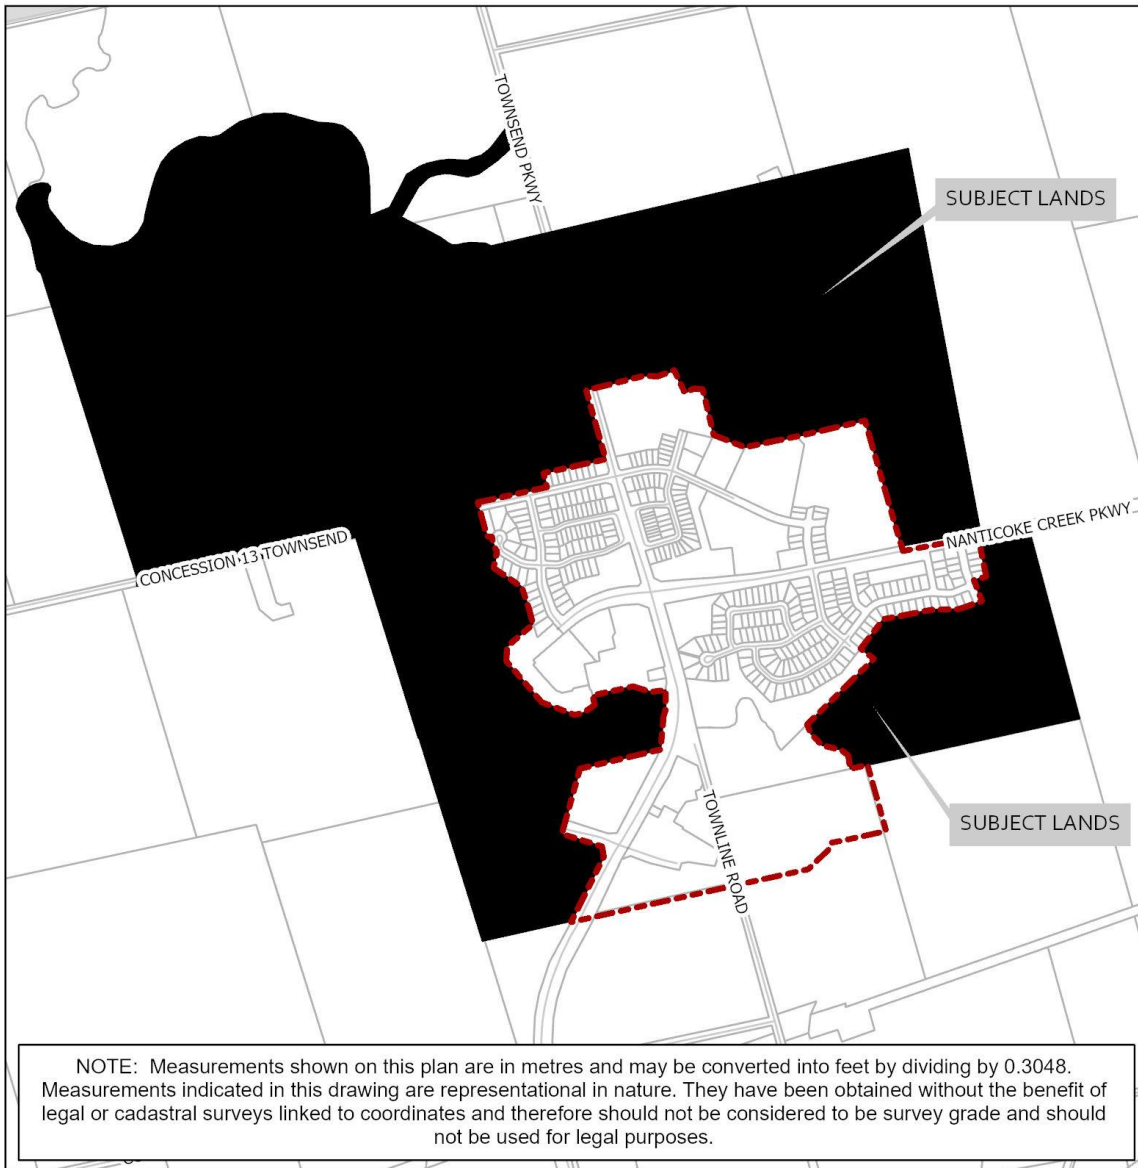 TOWNSEND PKWY
SUBJECT LANDS
NANTICOKE CREEK PKWY
CONCESSION 13 TOWNSEND
TOWNLINE ROAD
SUBJECT LANDS
NOTE: Measurements shown on this plan are in metres and may be converted into feet by dividing by 0.3048.
Measurements indicated in this drawing are representational in nature. They have been obtained without the benefit of
legal or cadastral surveys linked to coordinates and therefore should not be considered to be survey grade and should
not be used for legal purposes.